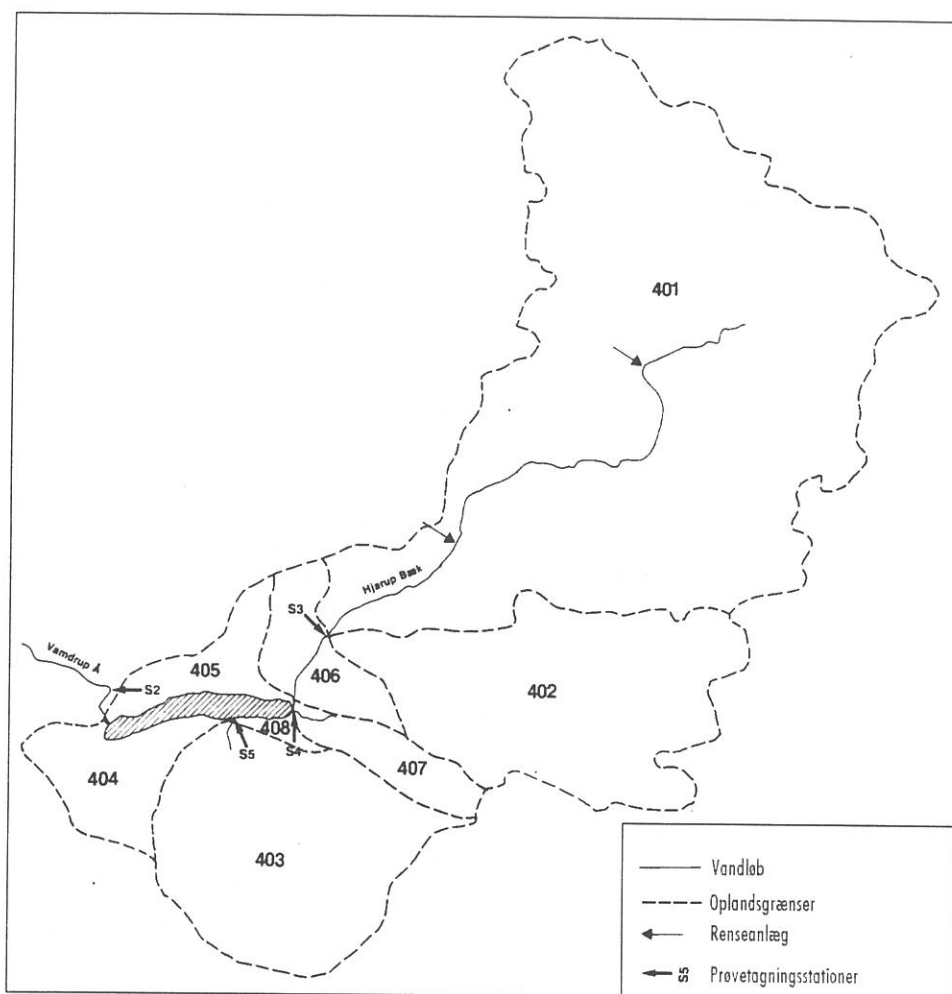 401
Hjarup Bæk
S3
Vamdrup Å
S2
405
406
402
408
S5
S4
407
404
403
Vandløb
Oplandsgrænser
Renseanlæg
S5 Prøvetagningsstationer